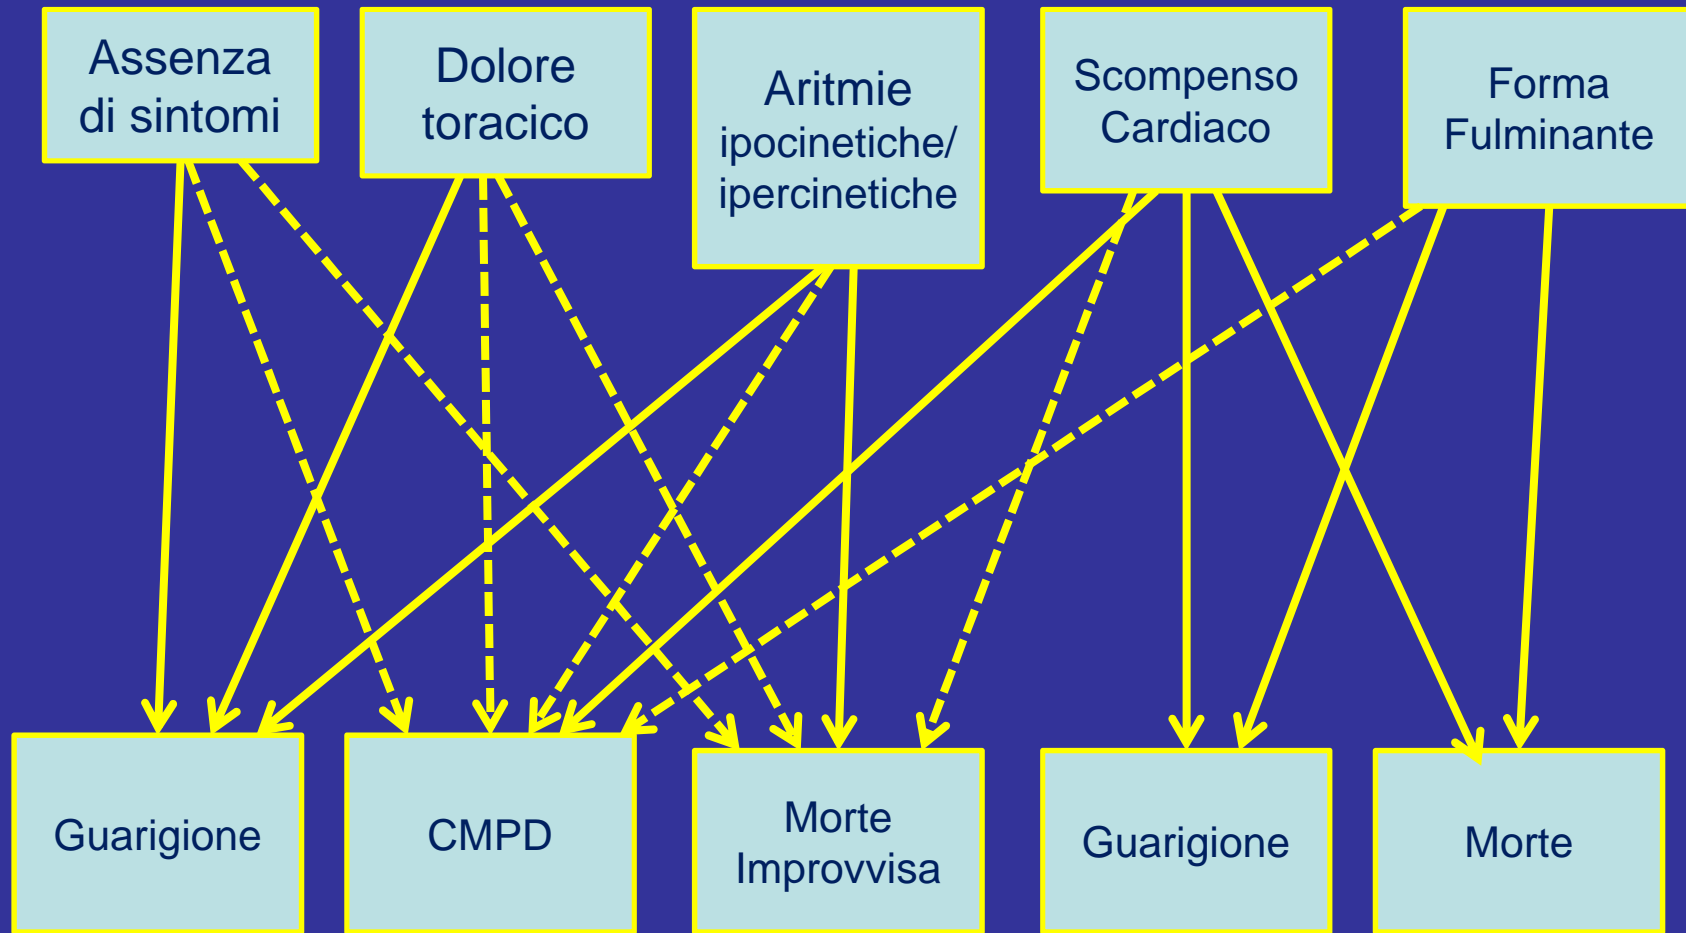 Assenza
di sintomi
Dolore
toracico
Aritmie
ipocinetiche/
ipercinetiche
Scompenso
Cardiaco
Forma
Fulminante
Guarigione
CMPD
Morte
Improvvisa
Guarigione
Morte